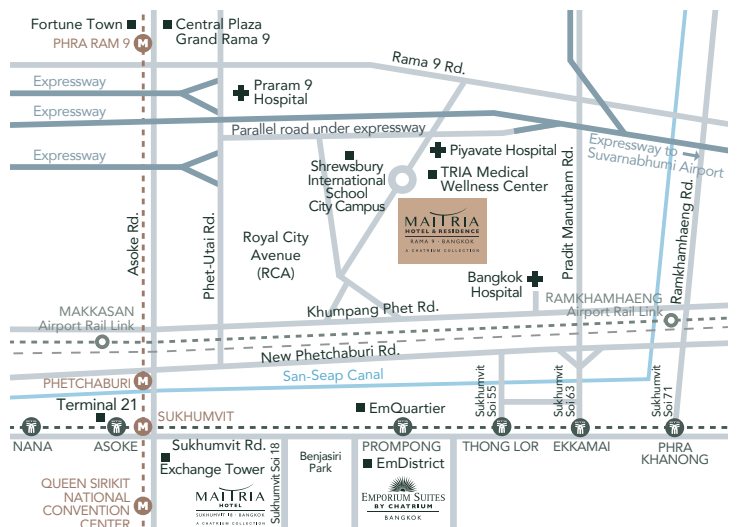 Fortune Town
Central Plaza
Grand Rama 9
PHRA RAM 9
Rama 9 Rd.
Expressway
Praram 9
Hospital
Expressway
Parallel road under expressway
Expressway to
Suvarnabhumi Airport
Piyavate Hospital
Expressway
Shrewsbury
International
School
City Campus
TRIA Medical
Wellness Center
Asoke Rd.
Phet-Utai Rd.
Pradit Manutham Rd.
Ramkhamhaeng Rd.
MAITRIA
HOTEL & RESIDENCE
RAMA 9 - BANGKOK
A CHATRIUM COLLECTION
Royal City
Avenue
(RCA)
Bangkok
Hospital
MAKKASAN
Airport Rail Link
Khumpang Phet Rd.
RAMKHAMHAENG
Airport Rail Link
New Phetchaburi Rd.
PHETCHABURI
San-Seap Canal
Sukhumvit
Soi 55
Sukhumvit
Soi 63
Sukhumvit
Soi 71
Terminal 21
SUKHUMVIT
EmQuartier
NANA
ASOKE
Sukhumvit Rd.
PROMPONG
THONG LOR
EKKAMAI
PHRA
KHANONG
Exchange Tower
Sukhumvit Soi 18
Benjasiri
Park
EmDistrict
QUEEN SIRIKIT
NATIONAL
CONVENTION
CENTER
MAITRIA
HOTEL
SUKHUMVIT 18 - BANGKOK
A CHATRIUM COLLECTION
EMPORIUM SUITES
BY CHATRIUM
BANGKOK